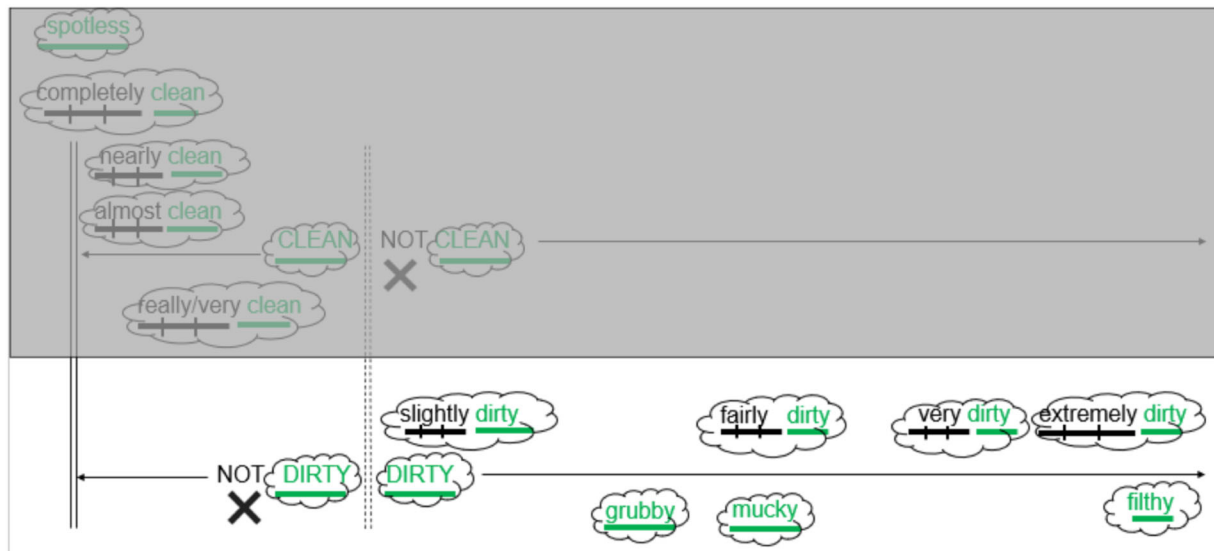 spotless
completely clean
nearly clean
almost clean
CLEAN NOT CLEAN
really/very clean
slightly dirty fairly dirty very dirty extremely dirty
NOT DIRTY DIRTY
grubby mucky filthy